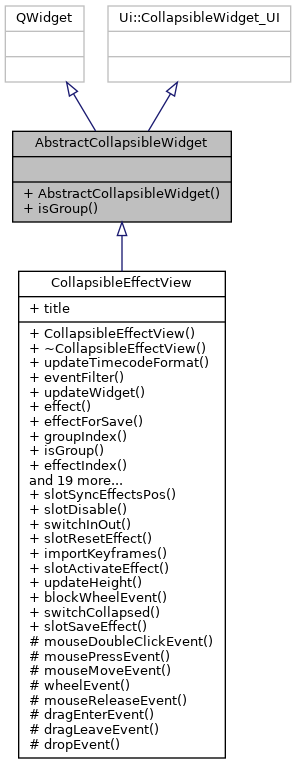 QWidget
Ui::CollapsibleWidget_UI
AbstractCollapsibleWidget
+ AbstractCollapsibleWidget()
+ isGroup()
CollapsibleEffectView
+ title
+ CollapsibleEffectView()
+ ~CollapsibleEffectView()
+ updateTimecodeFormat()
+ eventFilter()
+ updateWidget()
+ effect()
+ effectForSave()
+ groupIndex()
+ isGroup()
+ effectIndex()
and 19 more...
+ slotSyncEffectsPos()
+ slotDisable()
+ switchInOut()
+ slotResetEffect()
+ importKeyframes()
+ slotActivateEffect()
+ updateHeight()
+ blockWheelEvent()
+ switchCollapsed()
+ slotSaveEffect()
# mouseDoubleClickEvent()
# mousePressEvent()
# mouseMoveEvent()
# wheelEvent()
# mouseReleaseEvent()
# dragEnterEvent()
# dragLeaveEvent()
# dropEvent()